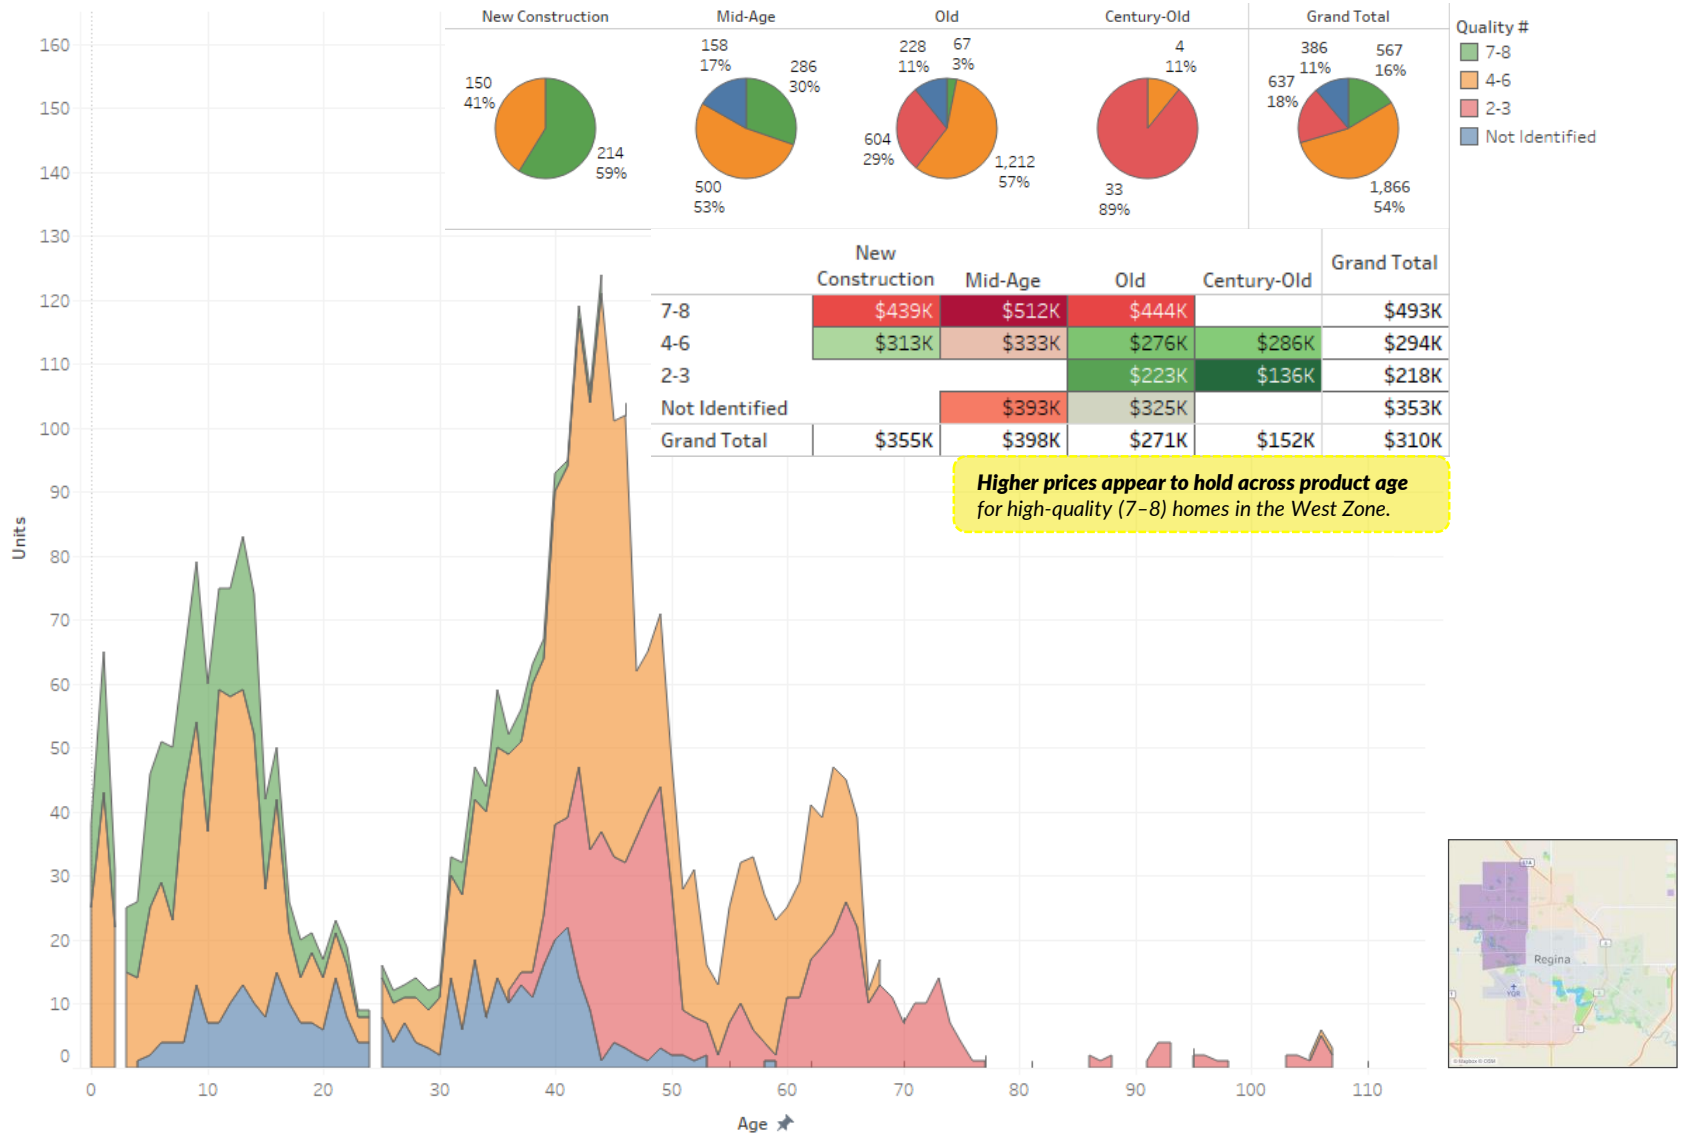 New Construction
Mid-Age
Old
Century-Old
Grand Total
Quality #
7-8
4-6
2-3
Not Identified
150
41%
214
59%
158
17%
286
30%
500
53%
228
11%
67
3%
604
29%
1,212
57%
4
11%
33
89%
386
11%
567
16%
637
18%
1,866
54%
New
Construction Mid-Age Old Century-Old Grand Total
7-8 $439K $512K $444K $493K
4-6 $313K $333K $276K $286K $294K
2-3 $223K $136K $218K
Not Identified $393K $325K $353K
Grand Total $355K $398K $271K $152K $310K
Higher prices appear to hold across product age
for high-quality (7–8) homes in the West Zone.
Units
160
150
140
130
120
110
100
90
80
70
60
50
40
30
20
10
0
0 10 20 30 40 50 60 70 80 90 100 110
Age
Regina
YQR
© Mapbox © OSM